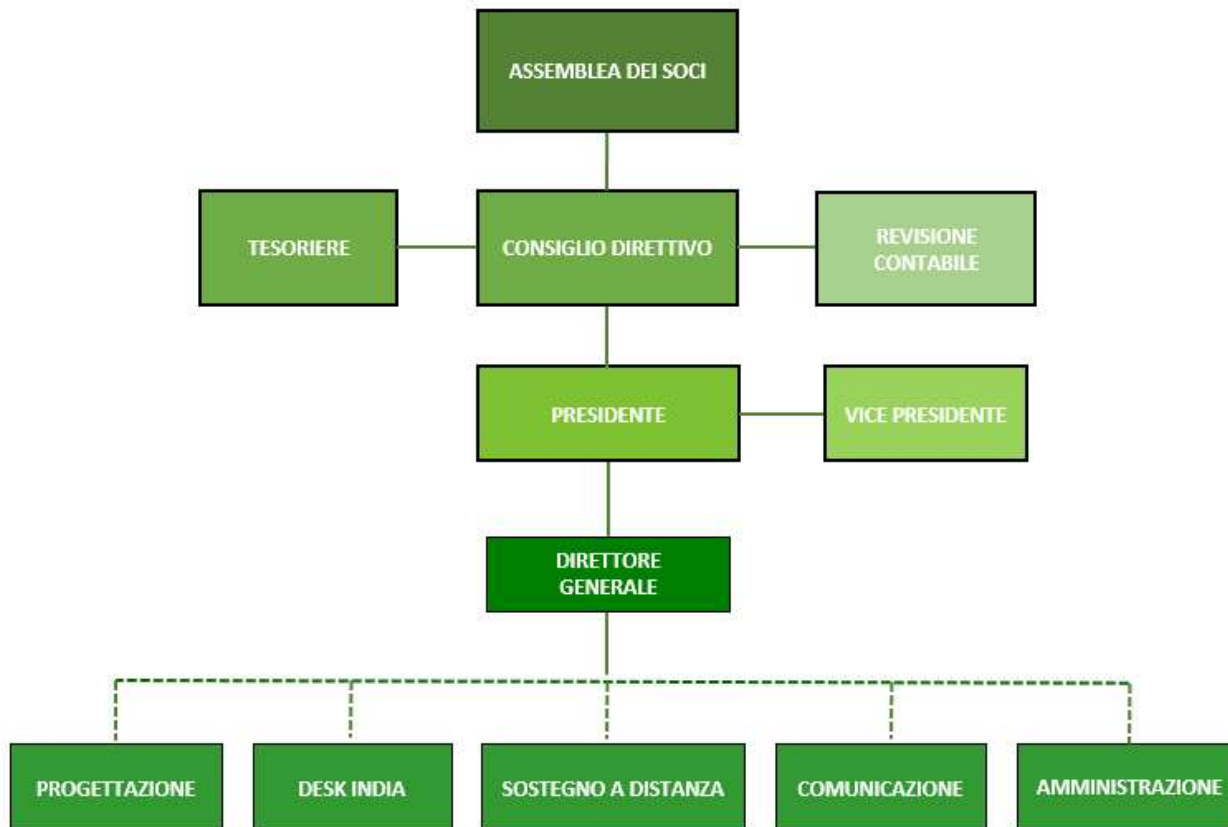 ASSEMBLEA DEI SOCI
TESORIERE
CONSIGLIO DIRETTIVO
REVISIONE
CONTABILE
PRESIDENTE
VICE PRESIDENTE
DIRETTORE
GENERALE
PROGETTAZIONE
DESK INDIA
SOSTEGNO A DISTANZA
COMUNICAZIONE
AMMINISTRAZIONE